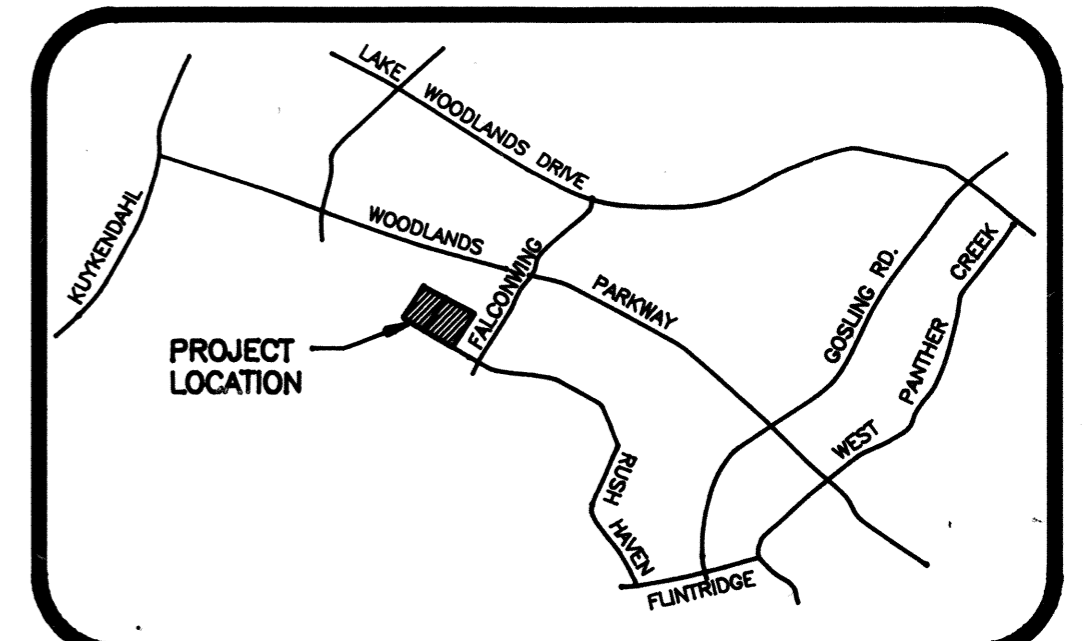 LAKE WOODLANDS DRIVE
KUYKENDAHL
WOODLANDS PARKWAY
FALCONWING
GOSLING RD.
WEST PANTHER CREEK
PROJECT
LOCATION
RUSH HAVEN
FLINTRIDGE